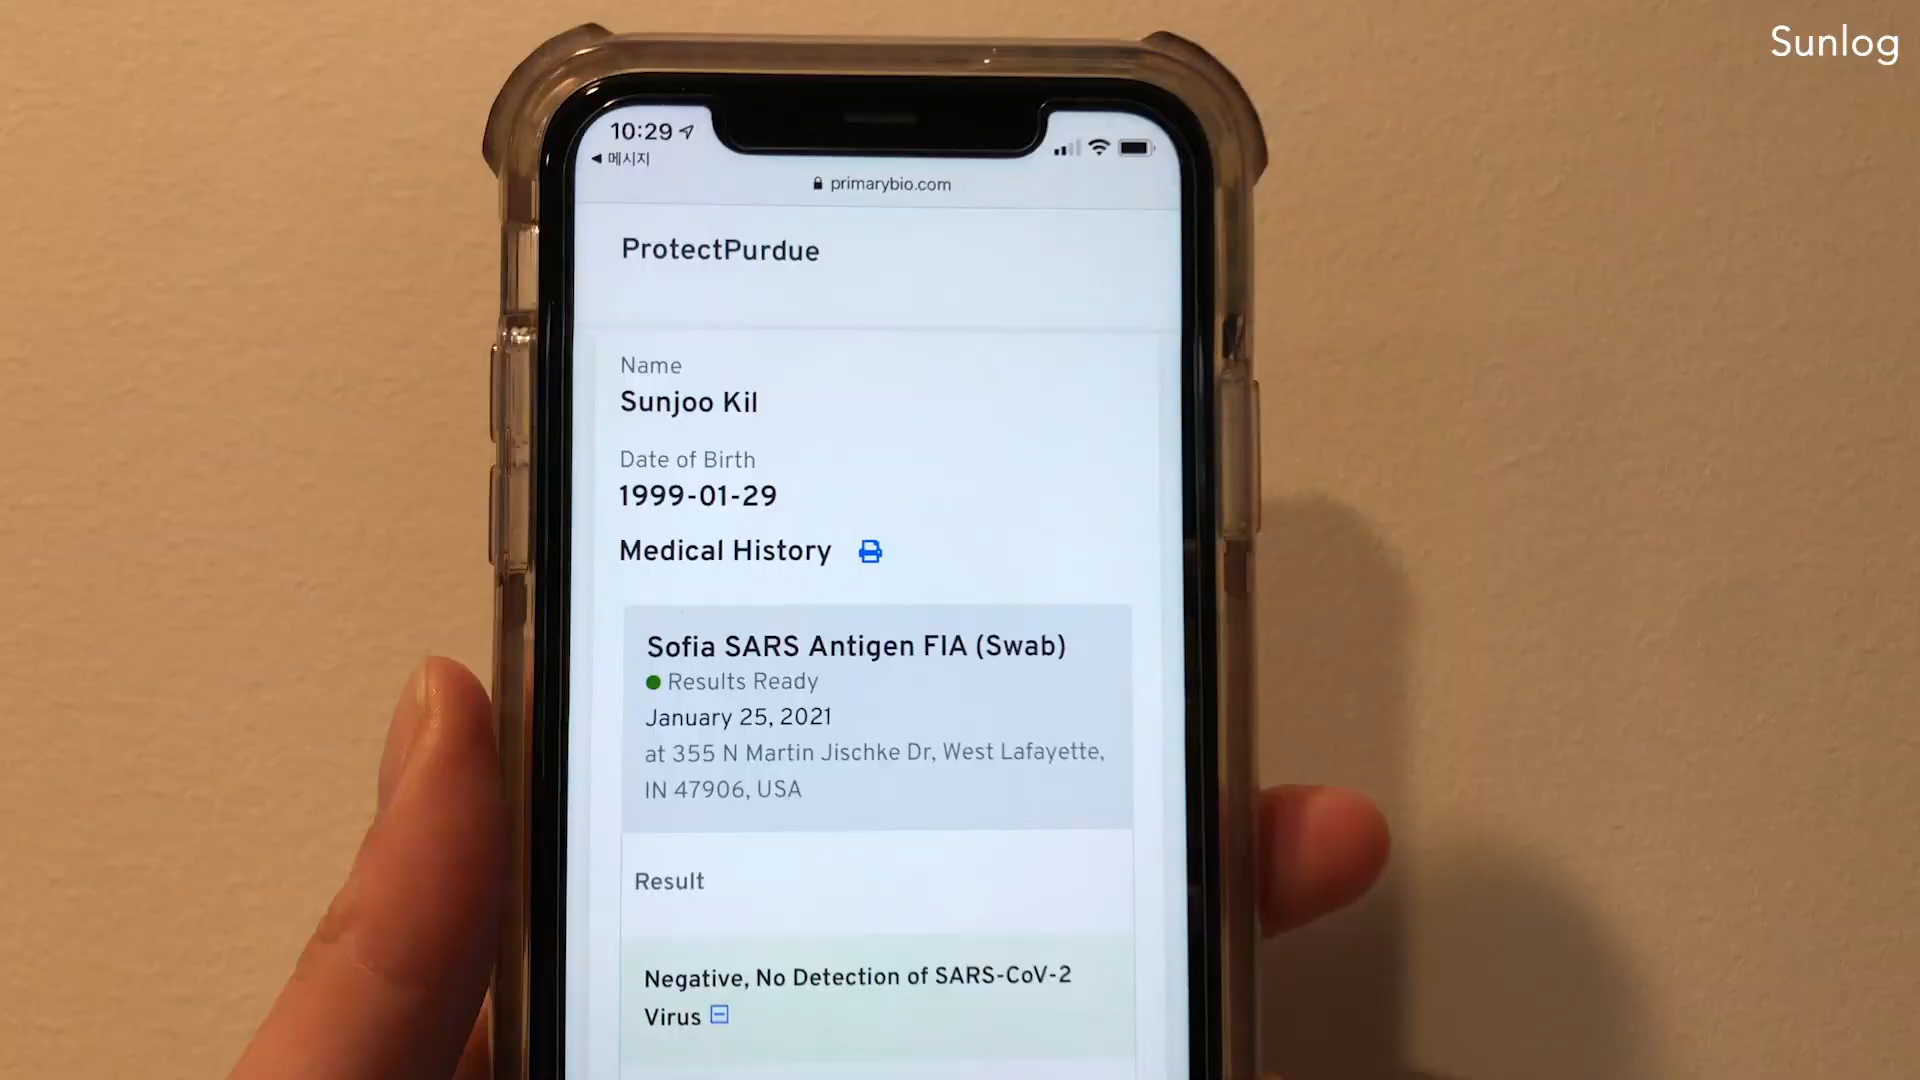 Sunlog
10:29
◀ 메시지
primarybio.com
ProtectPurdue
Name
Sunjoo Kil
Date of Birth
1999-01-29
Medical History
Sofia SARS Antigen FIA (Swab)
Results Ready
January 25, 2021
at 355 N Martin Jischke Dr, West Lafayette,
IN 47906, USA
Result
Negative, No Detection of SARS-CoV-2
Virus